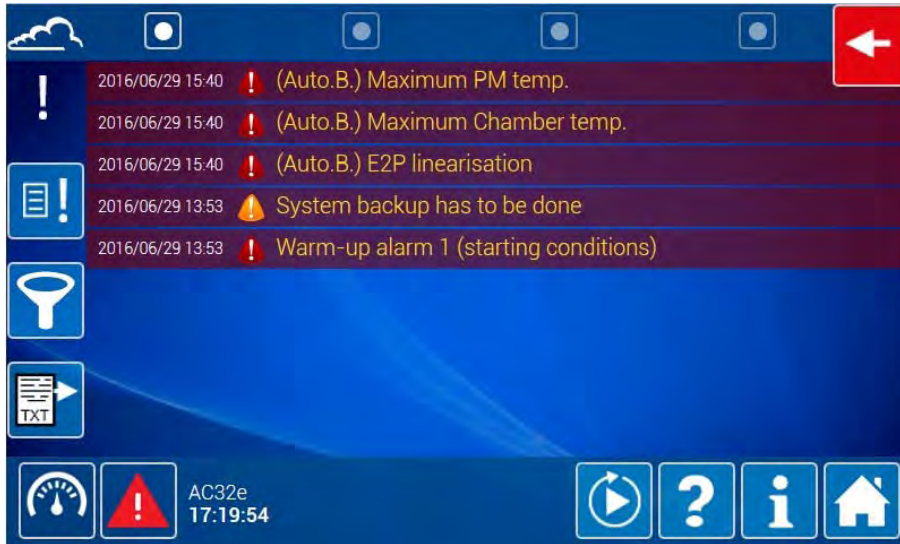 2016/06/29 15:40 (Auto.B.) Maximum PM temp.
2016/06/29 15:40 (Auto.B.) Maximum Chamber temp.
2016/06/29 15:40 (Auto.B.) E2P linearisation
2016/06/29 13:53 System backup has to be done
2016/06/29 13:53 Warm-up alarm 1 (starting conditions)
TXT
AC32e
17:19:54